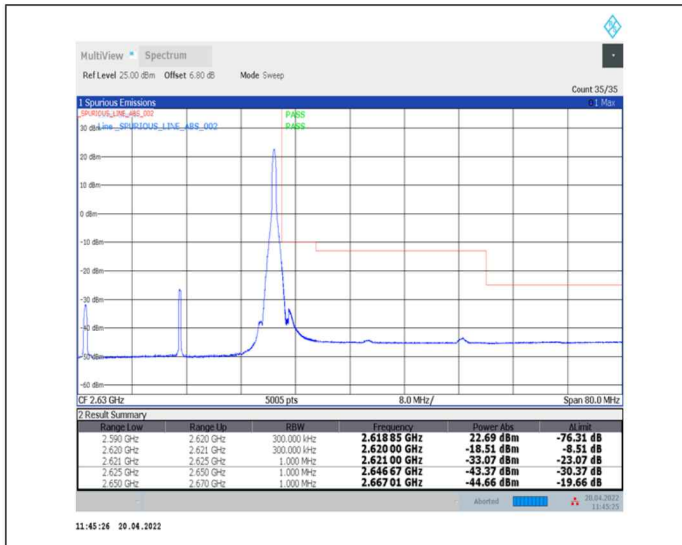 MultiView Spectrum
Ref Level 25.00 dBm Offset 6.80 dB Mode Sweep
Count 35/35
1 Spurious Emissions 1 Max
_SPURIOUS_LINE_ABS_002 PASS
30 dBm Line _SPURIOUS_LINE_ABS_002 PASS
20 dBm
10 dBm
0 dBm
-10 dBm
-20 dBm
-30 dBm
-40 dBm
-50 dBm
-60 dBm
CF 2.63 GHz 5005 pts 8.0 MHz/ Span 80.0 MHz
2 Result Summary
Range Low Range Up RBW Frequency Power Abs ΔLimit
2.590 GHz 2.620 GHz 300.000 kHz 2.618 85 GHz 22.69 dBm -76.31 dB
2.620 GHz 2.621 GHz 300.000 kHz 2.620 00 GHz -18.51 dBm -8.51 dB
2.621 GHz 2.625 GHz 1.000 MHz 2.621 00 GHz -33.07 dBm -23.07 dB
2.625 GHz 2.650 GHz 1.000 MHz 2.646 67 GHz -43.37 dBm -30.37 dB
2.650 GHz 2.670 GHz 1.000 MHz 2.667 01 GHz -44.66 dBm -19.66 dB
Aborted 20.04.2022
11:45:25
11:45:26 20.04.2022